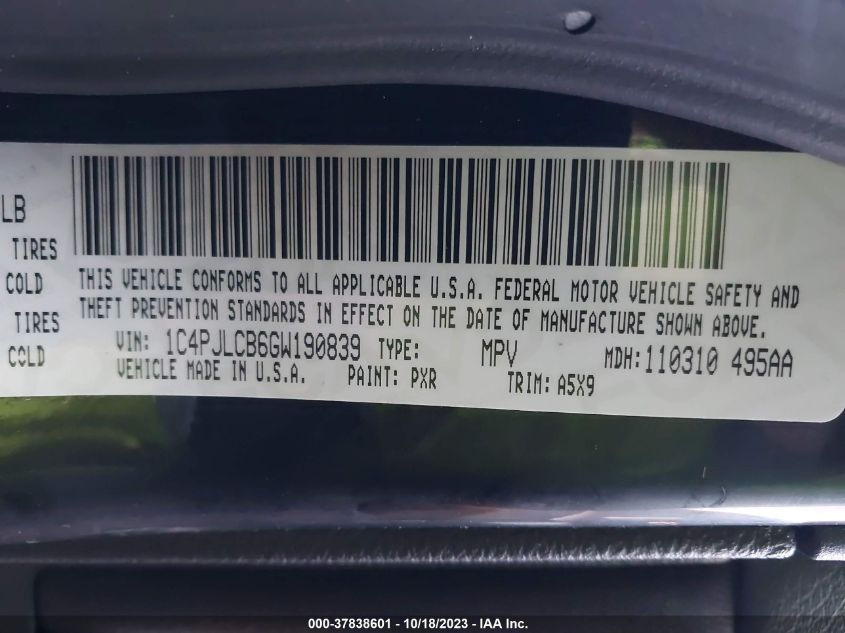 LB
TIRES
COLD
TIRES
COLD
THIS VEHICLE CONFORMS TO ALL APPLICABLE U.S.A. FEDERAL MOTOR VEHICLE SAFETY AND
THEFT PREVENTION STANDARDS IN EFFECT ON THE DATE OF MANUFACTURE SHOWN ABOVE.
VIN: 1C4PJLCB6GW190839 TYPE: MPV MDH: 110310 495AA
VEHICLE MADE IN U.S.A. PAINT: PXR TRIM: A5X9
000-37838601 - 10/18/2023 - IAA Inc.